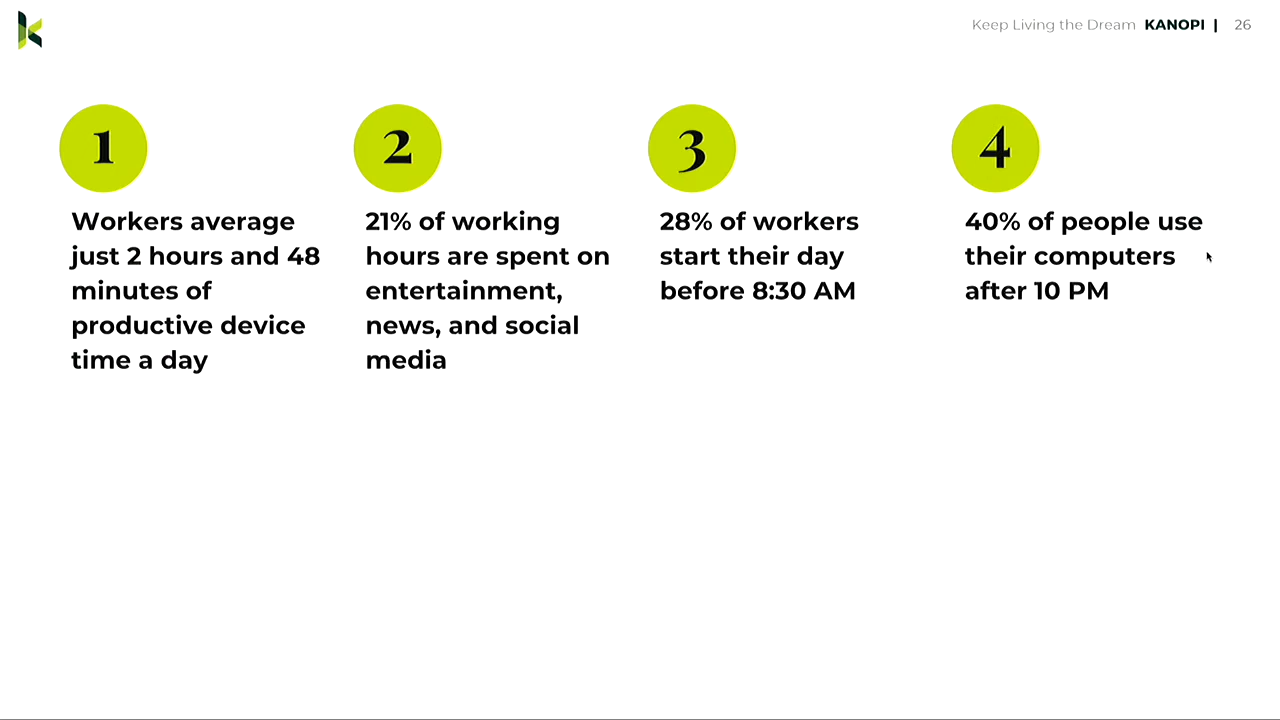 Keep Living the Dream KANOPI | 26
1
Workers average
just 2 hours and 48
minutes of
productive device
time a day
2
21% of working
hours are spent on
entertainment,
news, and social
media
3
28% of workers
start their day
before 8:30 AM
4
40% of people use
their computers
after 10 PM